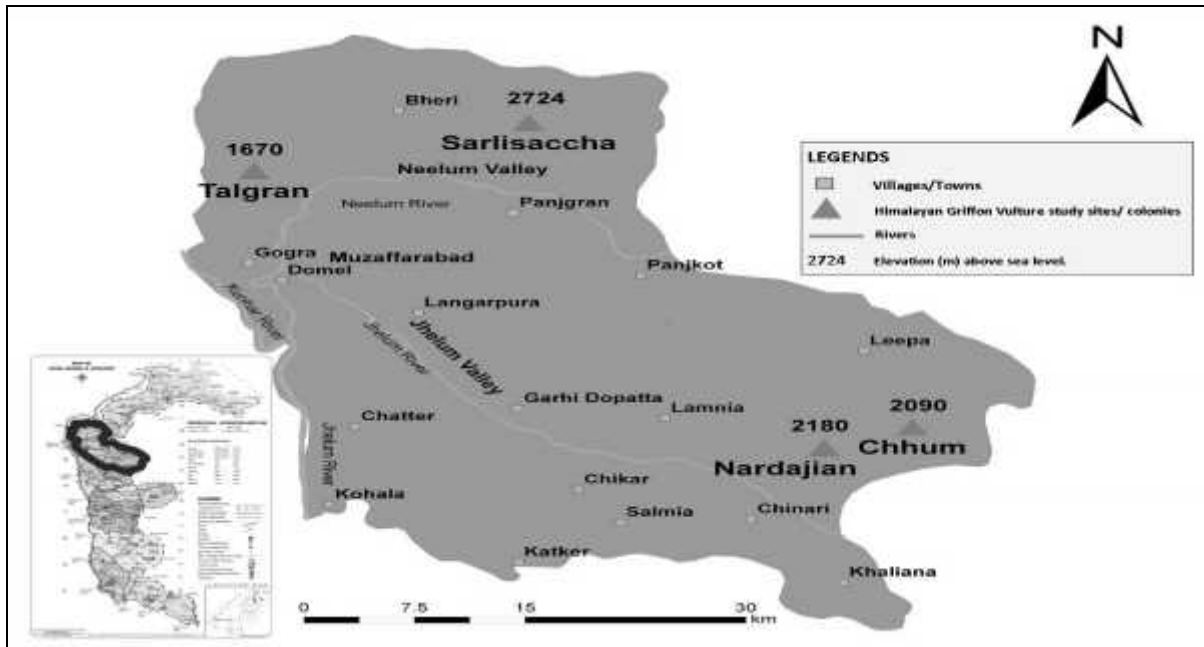 N
Bheri
2724
Sarlisaccha
1670
Talgran
Neelum Valley
Neelum River
Panjgran
Gogra
Muzaffarabad
Domel
Panjkot
Kunhar River
Langarpura
Jhelum Valley
Jhelum River
Leepa
Garhi Dopatta
Lamnia
Chatter
2090
Chhum
2180
Nardajian
Jhelum River
Chikar
Kohala
Salmia
Chinari
Katker
Khaliana
0 7.5 15 30
km
LEGENDS
Villages/Towns
Himalayan Griffon Vulture study sites/ colonies
Rivers
2724 Elevation (m) above sea level.